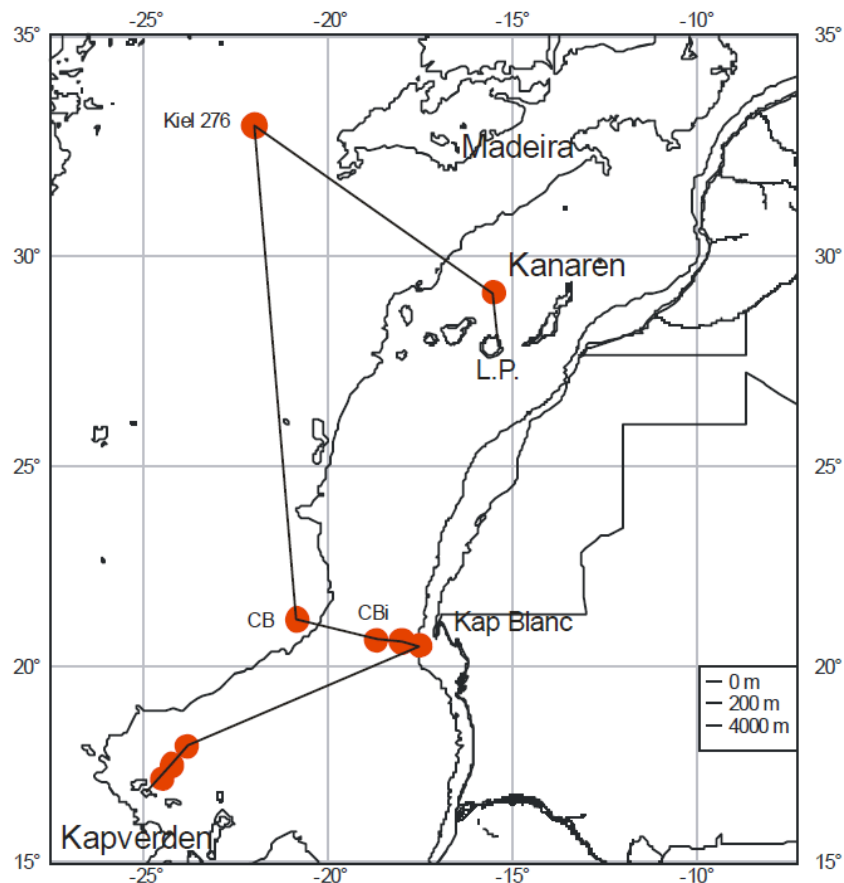 -25° -20° -15° -10°
35° 35°
Kiel 276
Madeira
30° 30°
Kanaren
L.P.
25° 25°
CB
CBi
Kap Blanc
20° 20°
0 m
200 m
4000 m
Kapverden
15° 15°
-25° -20° -15° -10°